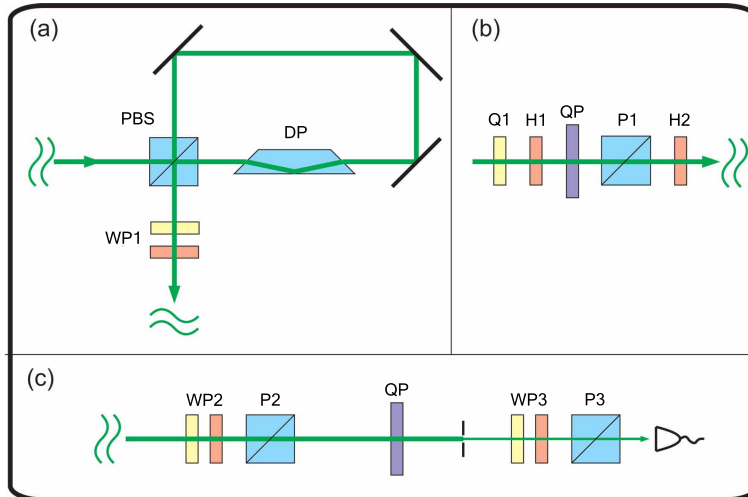 (a)
PBS
DP
WP1
(b)
Q1 H1 QP P1 H2
(c)
WP2 P2 QP WP3 P3